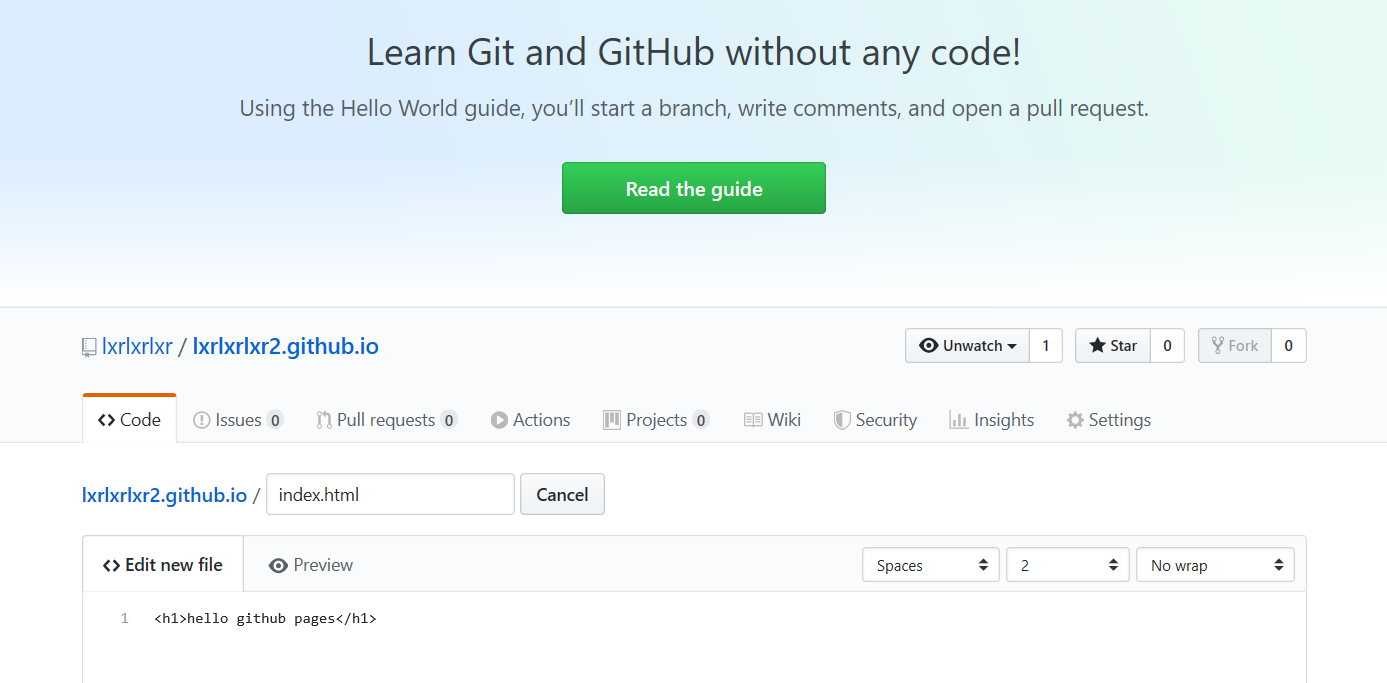 Learn Git and GitHub without any code!
Using the Hello World guide, you’ll start a branch, write comments, and open a pull request.
Read the guide
lxrlxrlxr / lxrlxrlxr2.github.io
Unwatch 1 Star 0 Fork 0
Code Issues 0 Pull requests 0 Actions Projects 0 Wiki Security Insights Settings
lxrlxrlxr2.github.io / index.html Cancel
Edit new file Preview Spaces 2 No wrap
1 <h1>hello github pages</h1>